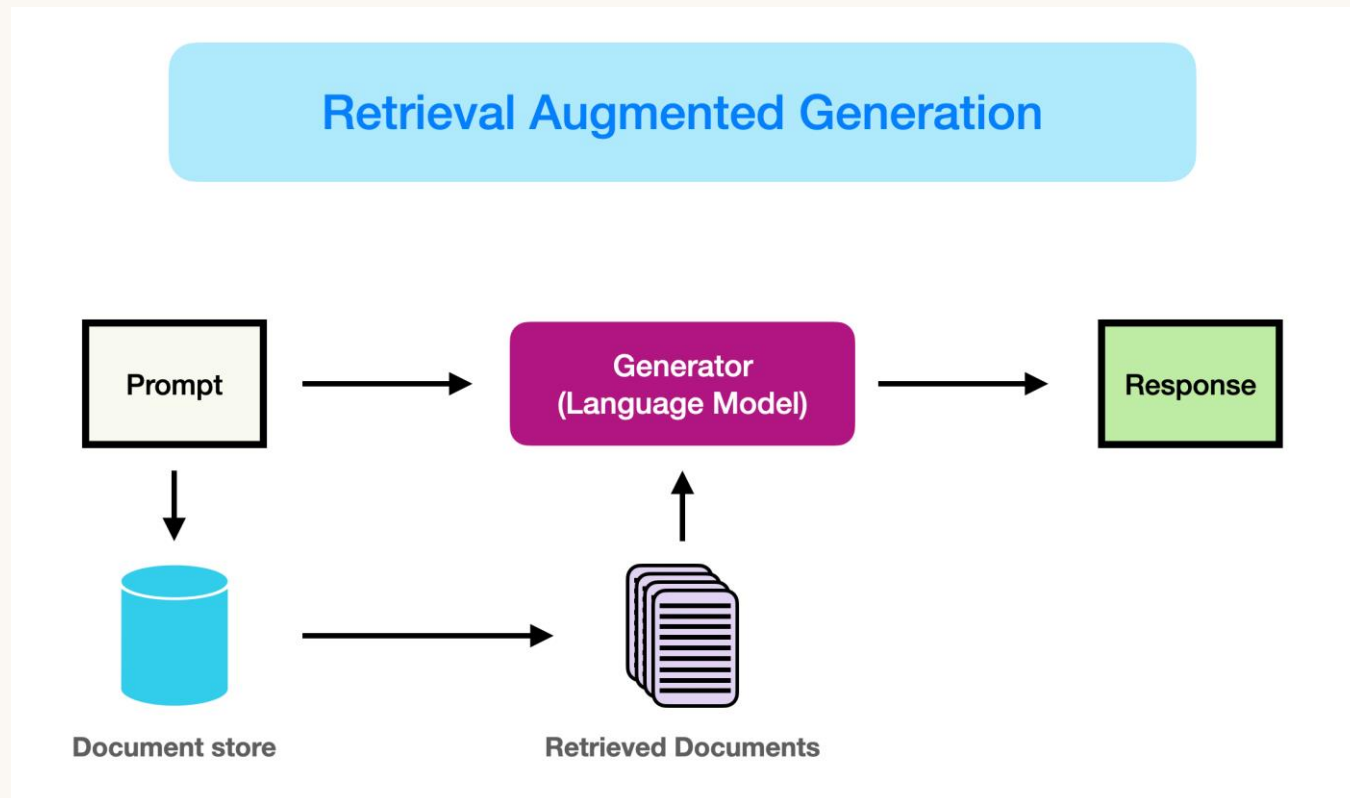 Retrieval Augmented Generation
Prompt
Generator
(Language Model)
Response
Document store
Retrieved Documents